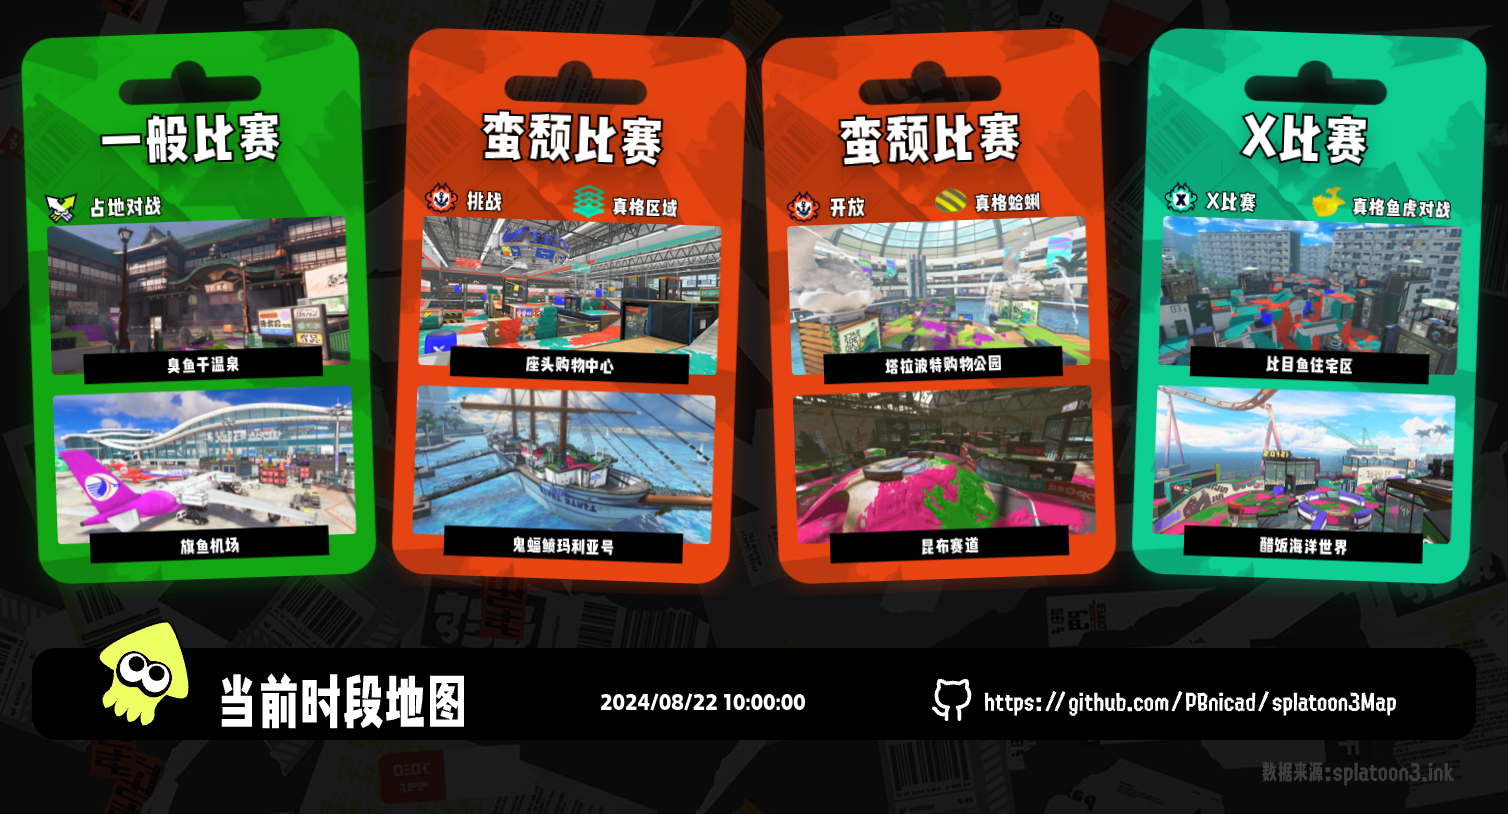 一般比赛
占地对战
臭鱼干温泉
旗鱼机场
蛮颓比赛
挑战
真格区域
座头购物中心
鬼蝠鲼玛利亚号
蛮颓比赛
开放
真格蛤蜊
塔拉波特购物公园
昆布赛道
X比赛
X比赛
真格鱼虎对战
比目鱼住宅区
醋饭海洋世界
当前时段地图
2024/08/22 10:00:00
https://github.com/PBnicad/splatoon3Map
数据来源:splatoon3.ink